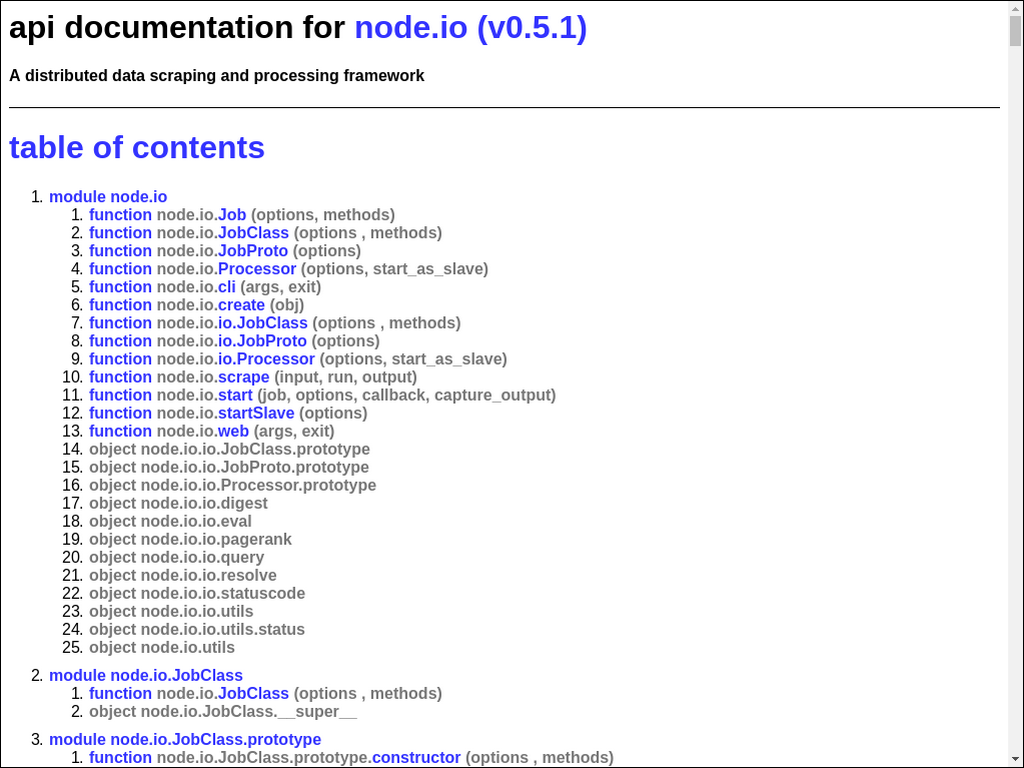 api documentation for node.io (v0.5.1)
A distributed data scraping and processing framework
table of contents
1. module node.io
1. function node.io.Job (options, methods)
2. function node.io.JobClass (options , methods)
3. function node.io.JobProto (options)
4. function node.io.Processor (options, start_as_slave)
5. function node.io.cli (args, exit)
6. function node.io.create (obj)
7. function node.io.io.JobClass (options , methods)
8. function node.io.io.JobProto (options)
9. function node.io.io.Processor (options, start_as_slave)
10. function node.io.scrape (input, run, output)
11. function node.io.start (job, options, callback, capture_output)
12. function node.io.startSlave (options)
13. function node.io.web (args, exit)
14. object node.io.io.JobClass.prototype
15. object node.io.io.JobProto.prototype
16. object node.io.io.Processor.prototype
17. object node.io.io.digest
18. object node.io.io.eval
19. object node.io.io.pagerank
20. object node.io.io.query
21. object node.io.io.resolve
22. object node.io.io.statuscode
23. object node.io.io.utils
24. object node.io.io.utils.status
25. object node.io.utils
2. module node.io.JobClass
1. function node.io.JobClass (options , methods)
2. object node.io.JobClass.__super__
3. module node.io.JobClass.prototype
1. function node.io.JobClass.prototype.constructor (options , methods)